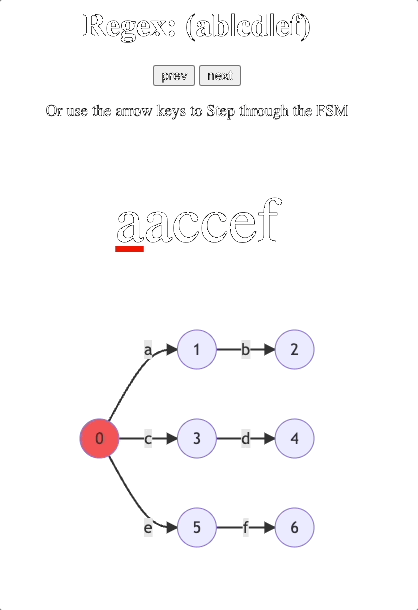 Regex: (ab|cd|ef)
prev next
Or use the arrow keys to Step through the FSM
aaccef
a 1 b 2
0 c 3 d 4
e 5 f 6